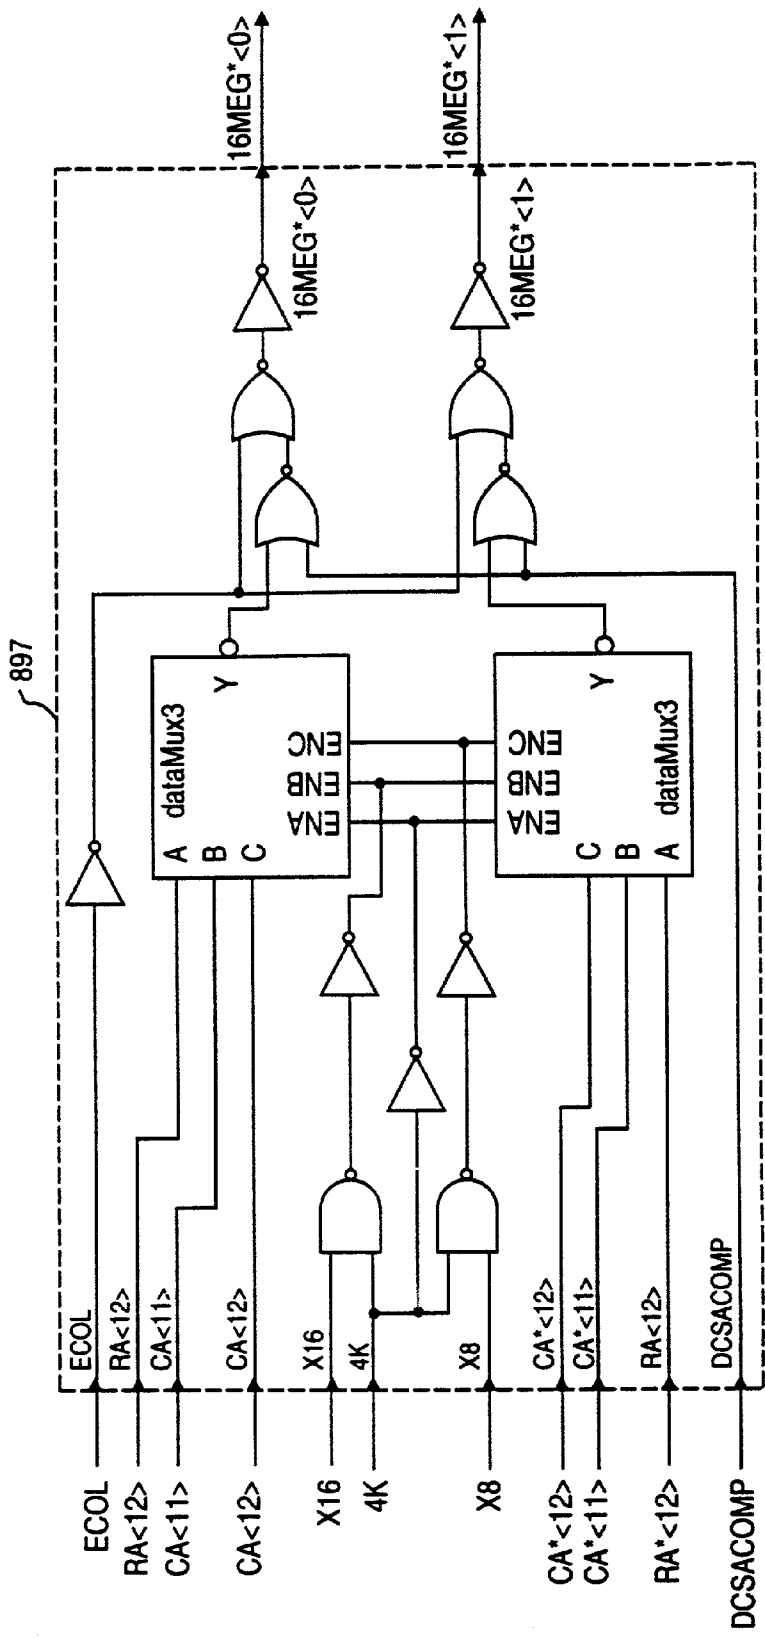 897
ECOL
ECOL
RA<12>
RA<12>
CA<11>
CA<11>
CA<12>
CA<12>
X16
X16
4K
4K
X8
X8
CA*<12>
CA*<12>
CA*<11>
CA*<11>
RA*<12>
RA<12>
DCSACOMP
DCSACOMP
A
B
C
dataMux3
Y
ENA
ENB
ENC
C
B
A
dataMux3
Y
ENA
ENB
ENC
16MEG*<0>
16MEG*<0>
16MEG*<1>
16MEG*<1>